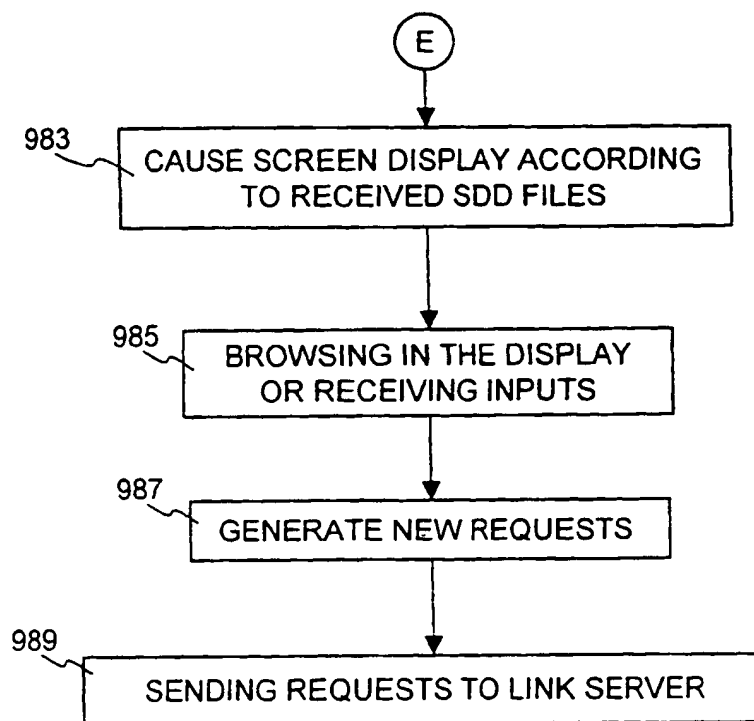 E
983
CAUSE SCREEN DISPLAY ACCORDING
TO RECEIVED SDD FILES
985
BROWSING IN THE DISPLAY
OR RECEIVING INPUTS
987
GENERATE NEW REQUESTS
989
SENDING REQUESTS TO LINK SERVER